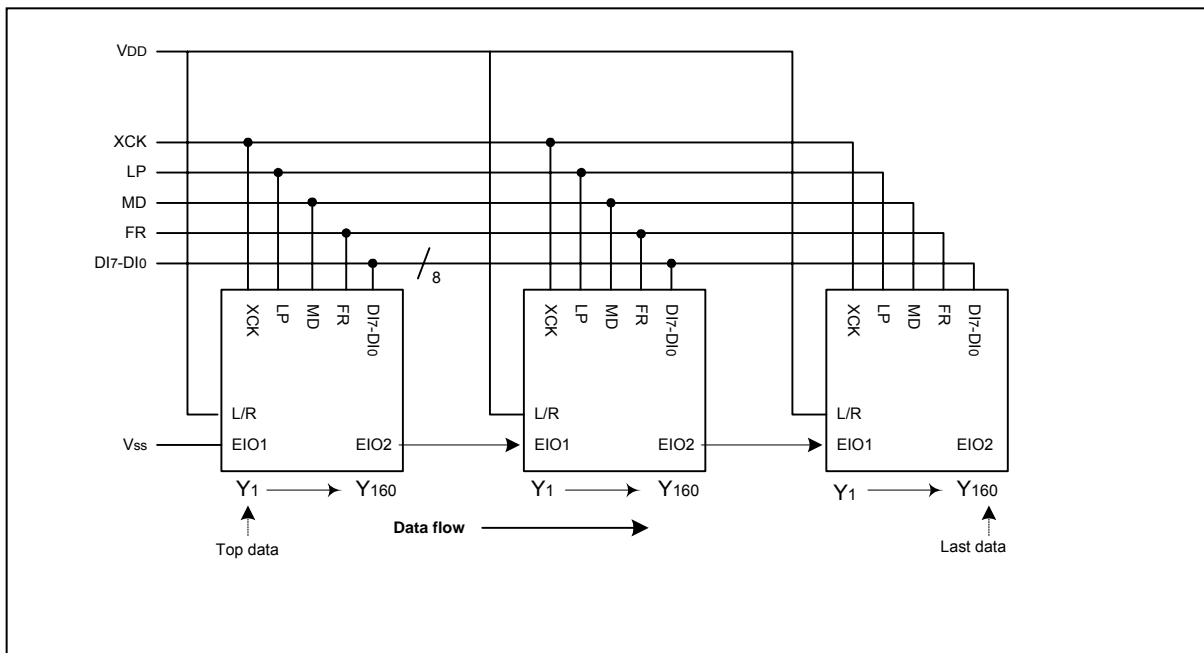 VDD
XCK
LP
MD
FR
DI7-DI0
8
XCK LP MD FR DI7-DI0
XCK LP MD FR DI7-DI0
XCK LP MD FR DI7-DI0
L/R
L/R
L/R
Vss
EIO1 EIO2
EIO1 EIO2
EIO1 EIO2
Y1 Y160
Y1 Y160
Y1 Y160
Top data
Data flow
Last data